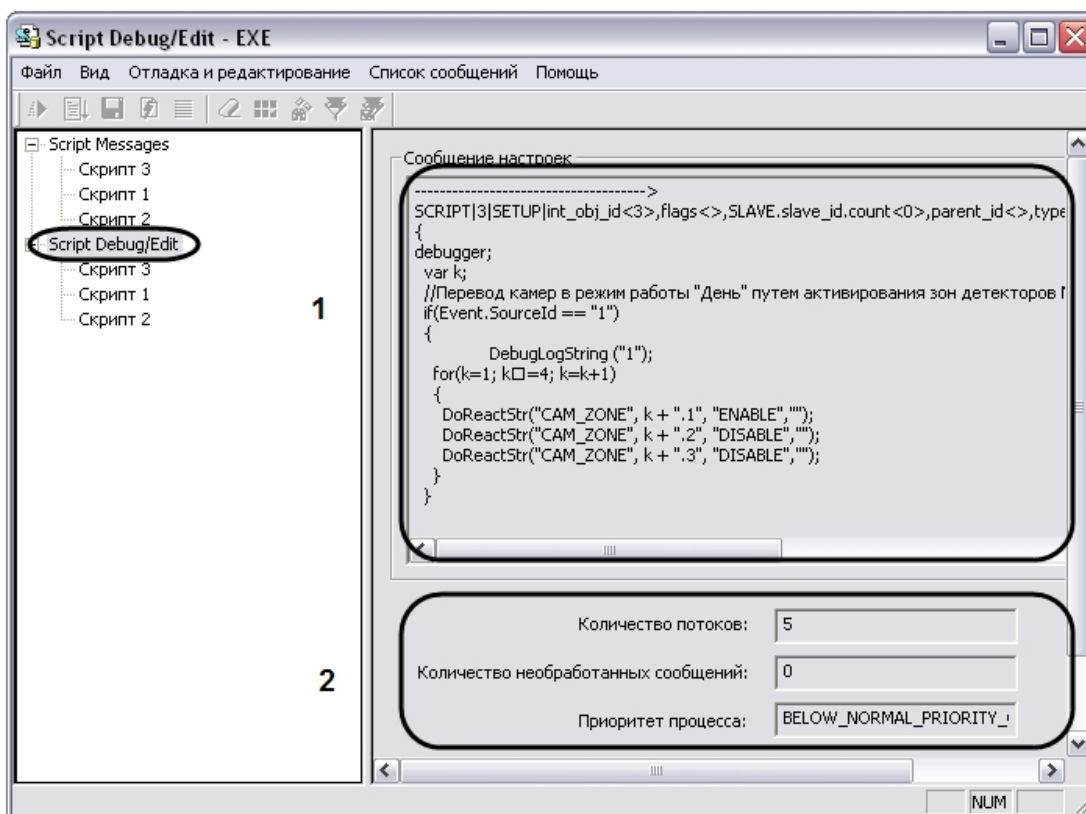 Script Debug/Edit - EXE
Файл Вид Отладка и редактирование Список сообщений Помощь
Script Messages
Скрипт 3
Скрипт 1
Скрипт 2
Script Debug/Edit
Скрипт 3
Скрипт 1
Скрипт 2
1
Сообщение настроек
------------------------------------->
SCRIPT|3|SETUP|int_obj_id<3>,flags<>,SLAVE.slave_id.count<0>,parent_id<>,type
{
debugger;
var k;
//Перевод камер в режим работы "День" путем активирования зон детекторов
if(Event.SourceId == "1")
{
DebugLogString ("1");
for(k=1; k□=4; k=k+1)
{
DoReactStr("CAM_ZONE", k + ".1", "ENABLE","");
DoReactStr("CAM_ZONE", k + ".2", "DISABLE","");
DoReactStr("CAM_ZONE", k + ".3", "DISABLE","");
}
}
2
Количество потоков: 5
Количество необработанных сообщений: 0
Приоритет процесса: BELOW_NORMAL_PRIORITY_
NUM